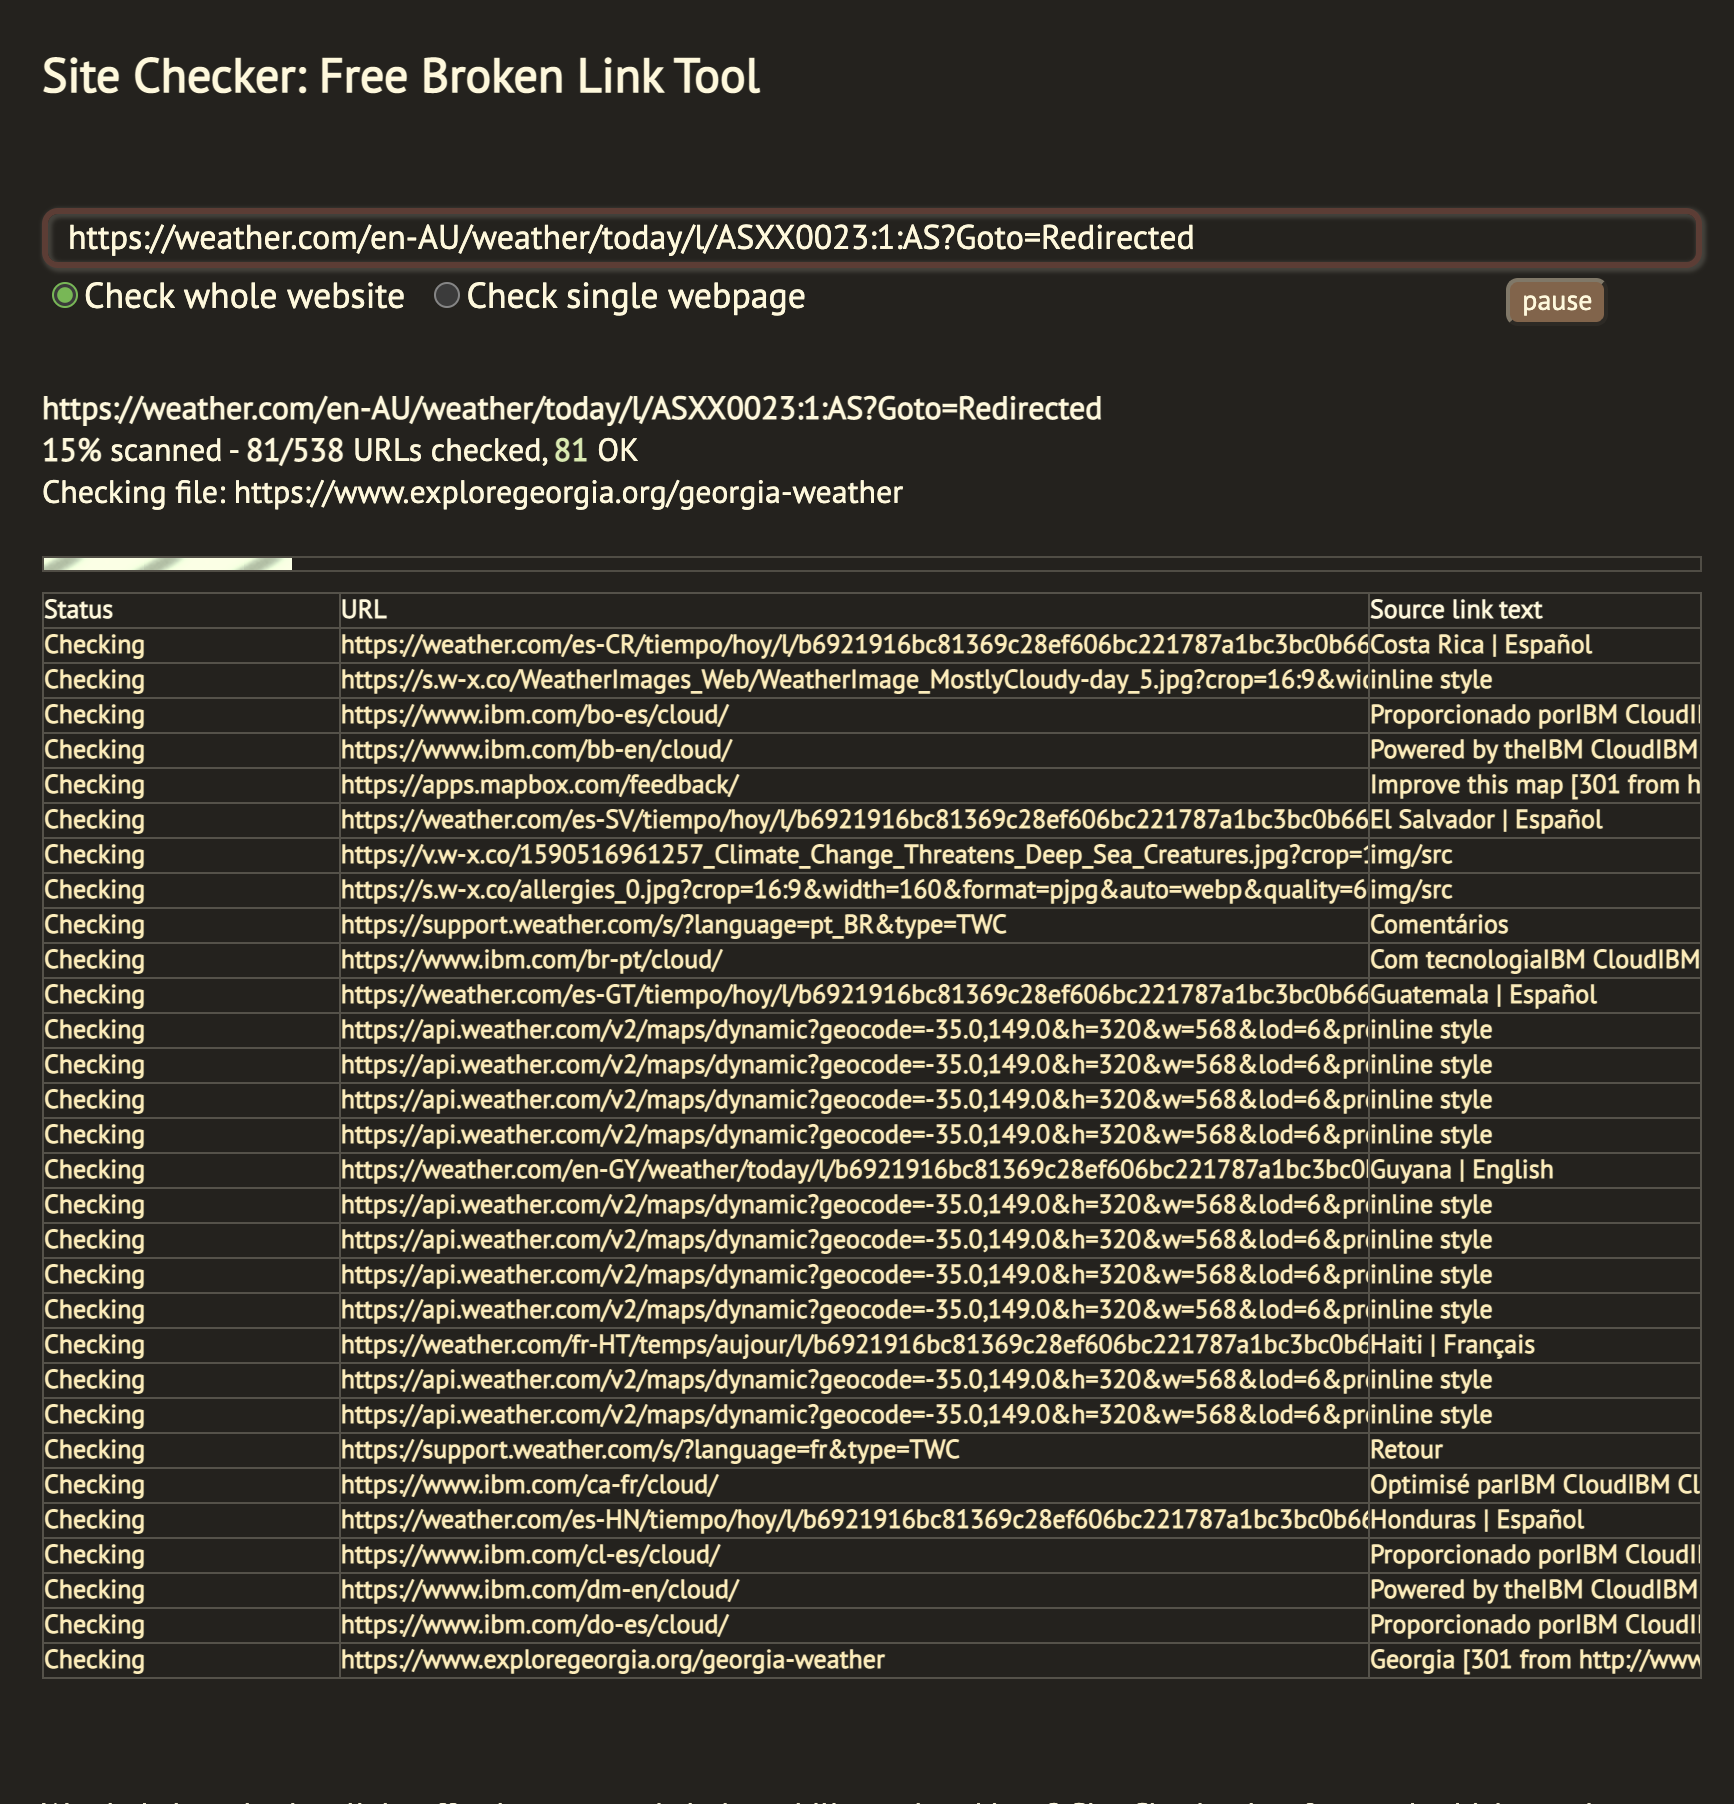 Site Checker: Free Broken Link Tool
https://weather.com/en-AU/weather/today/l/ASXX0023:1:AS?Goto=Redirected
Check whole website Check single webpage pause
https://weather.com/en-AU/weather/today/l/ASXX0023:1:AS?Goto=Redirected
15% scanned - 81/538 URLs checked, 81 OK
Checking file: https://www.exploregeorgia.org/georgia-weather
Status URL Source link text
Checking https://weather.com/es-CR/tiempo/hoy/l/b6921916bc81369c28ef606bc221787a1bc3bc0b66 Costa Rica | Español
Checking https://s.w-x.co/WeatherImages_Web/WeatherImage_MostlyCloudy-day_5.jpg?crop=16:9&wid inline style
Checking https://www.ibm.com/bo-es/cloud/ Proporcionado porIBM CloudI
Checking https://www.ibm.com/bb-en/cloud/ Powered by theIBM CloudIBM
Checking https://apps.mapbox.com/feedback/ Improve this map [301 from h
Checking https://weather.com/es-SV/tiempo/hoy/l/b6921916bc81369c28ef606bc221787a1bc3bc0b66 El Salvador | Español
Checking https://v.w-x.co/1590516961257_Climate_Change_Threatens_Deep_Sea_Creatures.jpg?crop=1 img/src
Checking https://s.w-x.co/allergies_0.jpg?crop=16:9&width=160&format=pjpg&auto=webp&quality=6 img/src
Checking https://support.weather.com/s/?language=pt_BR&type=TWC Comentários
Checking https://www.ibm.com/br-pt/cloud/ Com tecnologiaIBM CloudIBM
Checking https://weather.com/es-GT/tiempo/hoy/l/b6921916bc81369c28ef606bc221787a1bc3bc0b66 Guatemala | Español
Checking https://api.weather.com/v2/maps/dynamic?geocode=-35.0,149.0&h=320&w=568&lod=6&pr inline style
Checking https://api.weather.com/v2/maps/dynamic?geocode=-35.0,149.0&h=320&w=568&lod=6&pr inline style
Checking https://api.weather.com/v2/maps/dynamic?geocode=-35.0,149.0&h=320&w=568&lod=6&pr inline style
Checking https://api.weather.com/v2/maps/dynamic?geocode=-35.0,149.0&h=320&w=568&lod=6&pr inline style
Checking https://weather.com/en-GY/weather/today/l/b6921916bc81369c28ef606bc221787a1bc3bc0 Guyana | English
Checking https://api.weather.com/v2/maps/dynamic?geocode=-35.0,149.0&h=320&w=568&lod=6&pr inline style
Checking https://api.weather.com/v2/maps/dynamic?geocode=-35.0,149.0&h=320&w=568&lod=6&pr inline style
Checking https://api.weather.com/v2/maps/dynamic?geocode=-35.0,149.0&h=320&w=568&lod=6&pr inline style
Checking https://api.weather.com/v2/maps/dynamic?geocode=-35.0,149.0&h=320&w=568&lod=6&pr inline style
Checking https://weather.com/fr-HT/temps/aujour/l/b6921916bc81369c28ef606bc221787a1bc3bc0b6 Haiti | Français
Checking https://api.weather.com/v2/maps/dynamic?geocode=-35.0,149.0&h=320&w=568&lod=6&pr inline style
Checking https://api.weather.com/v2/maps/dynamic?geocode=-35.0,149.0&h=320&w=568&lod=6&pr inline style
Checking https://support.weather.com/s/?language=fr&type=TWC Retour
Checking https://www.ibm.com/ca-fr/cloud/ Optimisé parIBM CloudIBM Cl
Checking https://weather.com/es-HN/tiempo/hoy/l/b6921916bc81369c28ef606bc221787a1bc3bc0b66 Honduras | Español
Checking https://www.ibm.com/cl-es/cloud/ Proporcionado porIBM CloudI
Checking https://www.ibm.com/dm-en/cloud/ Powered by theIBM CloudIBM
Checking https://www.ibm.com/do-es/cloud/ Proporcionado porIBM CloudI
Checking https://www.exploregeorgia.org/georgia-weather Georgia [301 from http://www